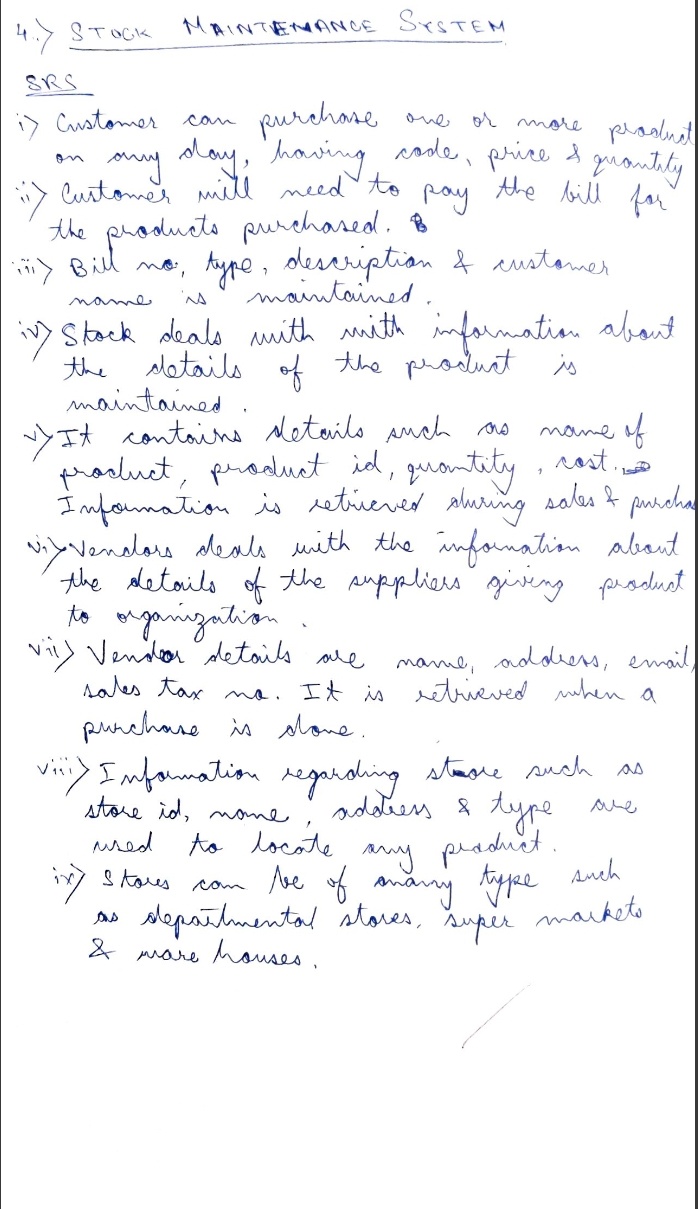 4.) STOCK MAINTENANCE SYSTEM
SRS
i) Customer can purchase one or more product
on any day, having code, price & quantity
ii) Customer will need to pay the bill for
the products purchased.
iii) Bill no, type, description & customer
name is maintained.
iv) Stock deals with with information about
the details of the product is
maintained.
v) It contains details such as name of
product, product id, quantity, cost.
Information is retrieved during sales & purchas
vi) Vendors deals with the information about
the details of the suppliers giving product
to organization.
vii) Vendor details are name, address, email,
sales tax no. It is retrieved when a
purchase is done.
viii) Information regarding store such as
store id, name, address & type are
used to locate any product.
ix) Stores can be of many type such
as departmental stores, super markets
& ware houses.